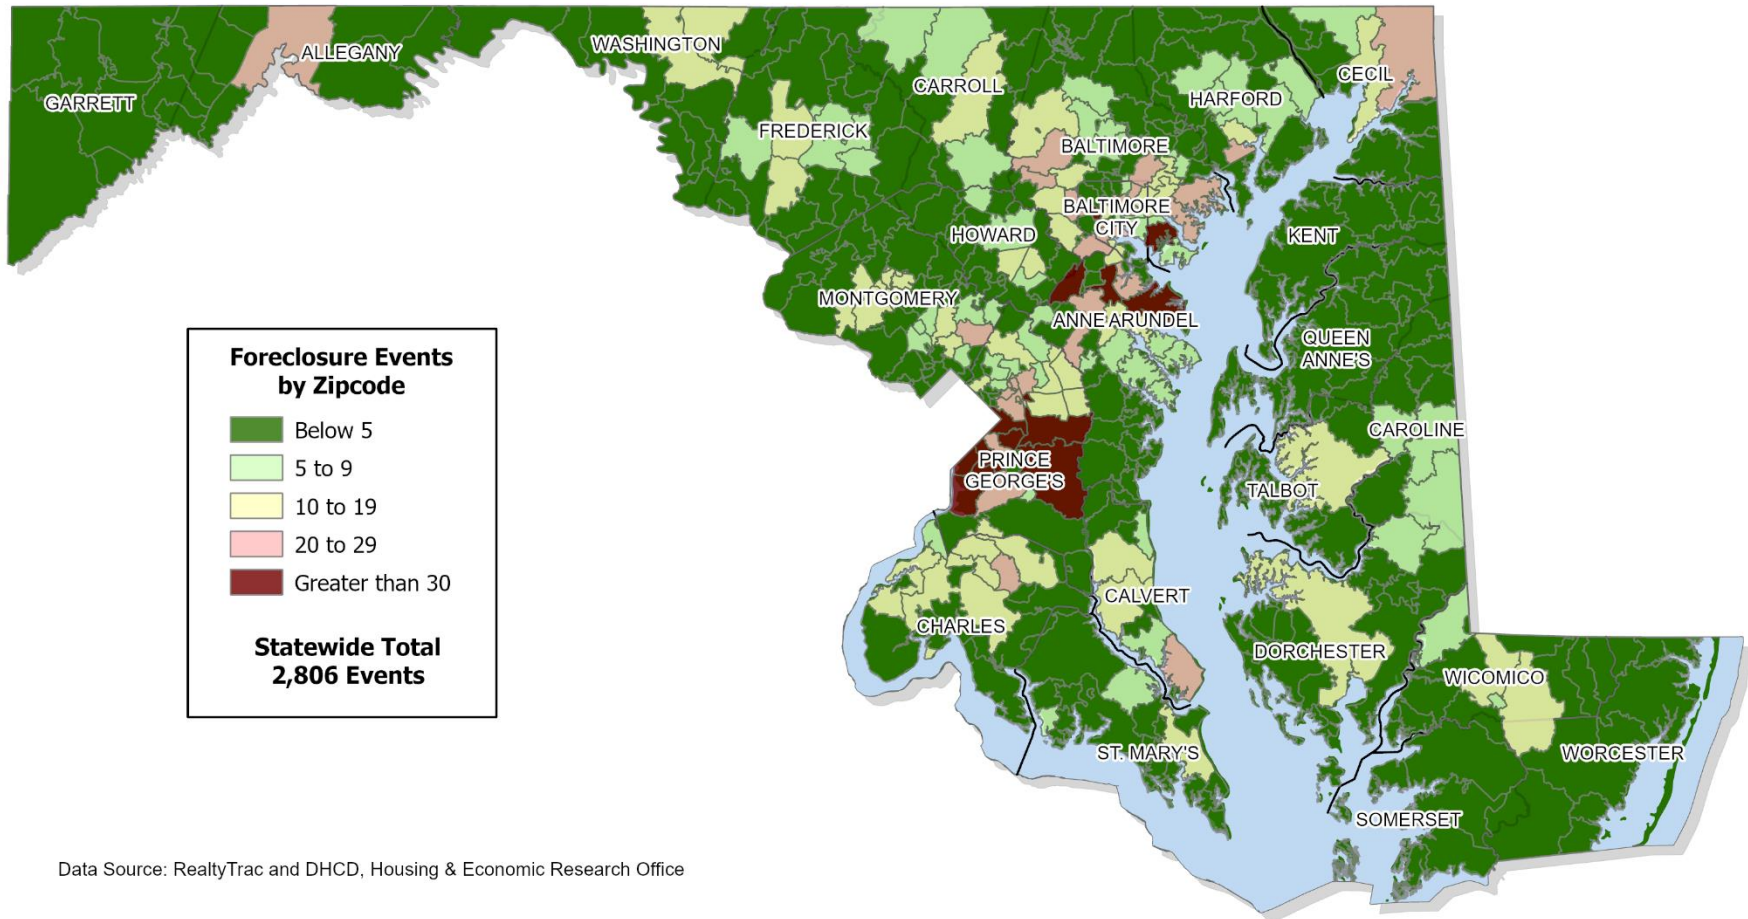 GARRETT
ALLEGANY
WASHINGTON
FREDERICK
CARROLL
BALTIMORE
HARFORD
CECIL
BALTIMORE
CITY
HOWARD
MONTGOMERY
ANNE ARUNDEL
KENT
QUEEN
ANNE'S
CAROLINE
TALBOT
PRINCE
GEORGE'S
CALVERT
CHARLES
ST. MARY'S
DORCHESTER
WICOMICO
WORCESTER
SOMERSET
Foreclosure Events
by Zipcode
Below 5
5 to 9
10 to 19
20 to 29
Greater than 30
Statewide Total
2,806 Events
Data Source: RealtyTrac and DHCD, Housing & Economic Research Office